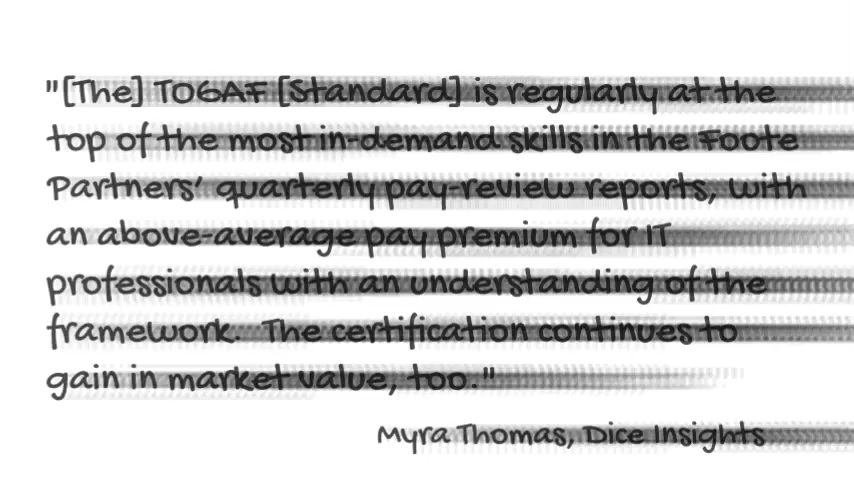 "[The] TOGAF [Standard] is regularly at the
top of the most in-demand skills in the Foote
Partners' quarterly pay-review reports, with
an above-average pay premium for IT
professionals with an understanding of the
framework. The certification continues to
gain in market value, too."
Myra Thomas, Dice Insights